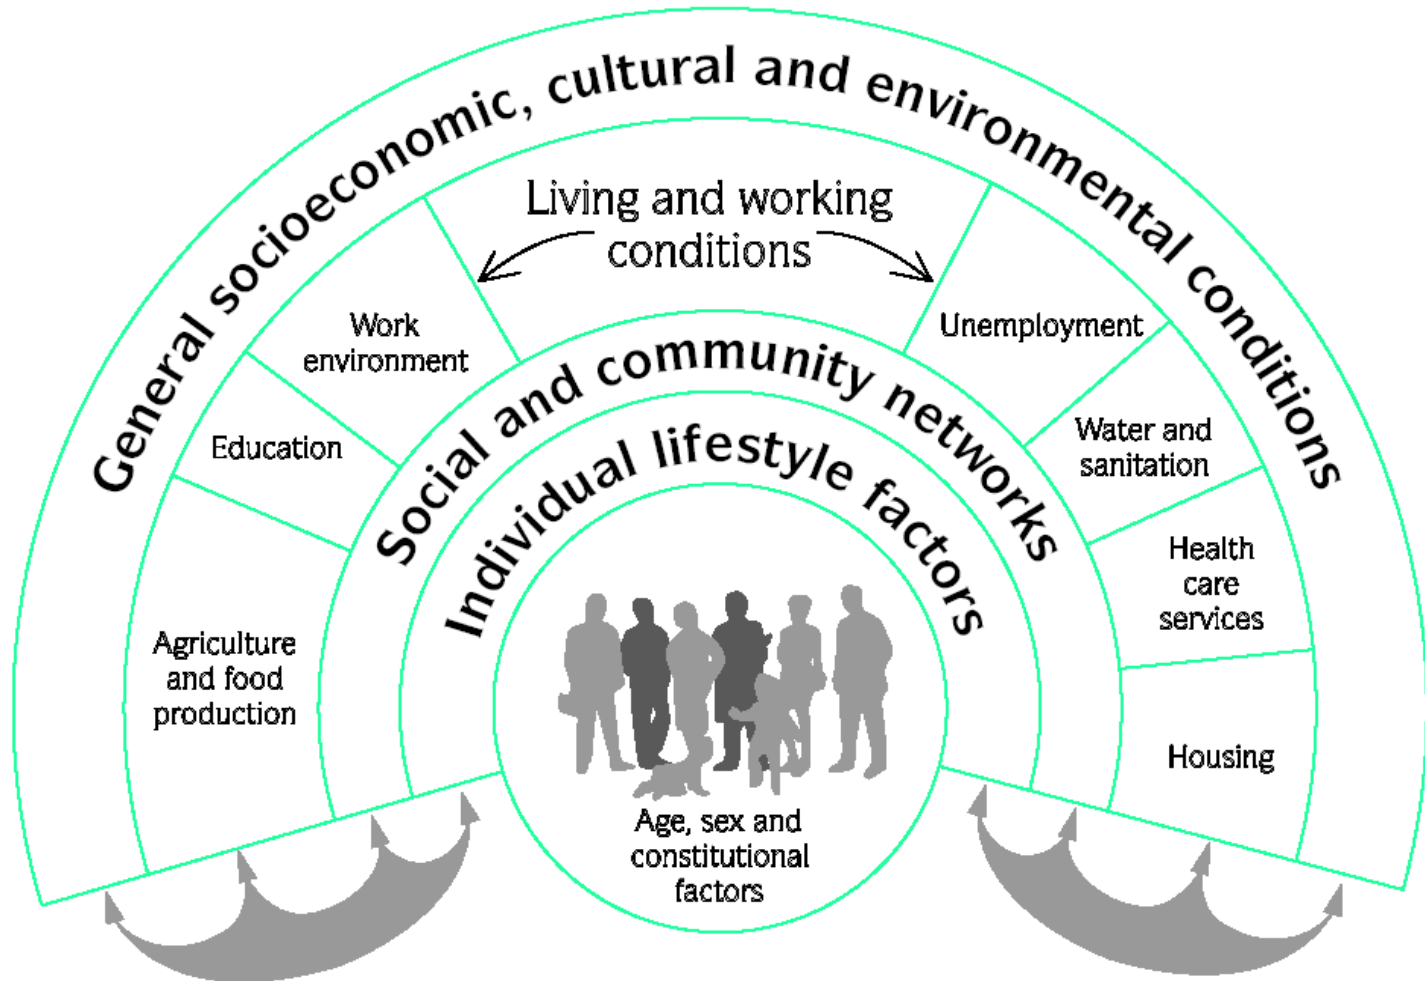 General socioeconomic, cultural and environmental conditions
Living and working
conditions
Work
environment
Unemployment
Education
Water and
sanitation
Agriculture
and food
production
Health
care
services
Housing
Social and community networks
Individual lifestyle factors
Age, sex and
constitutional
factors